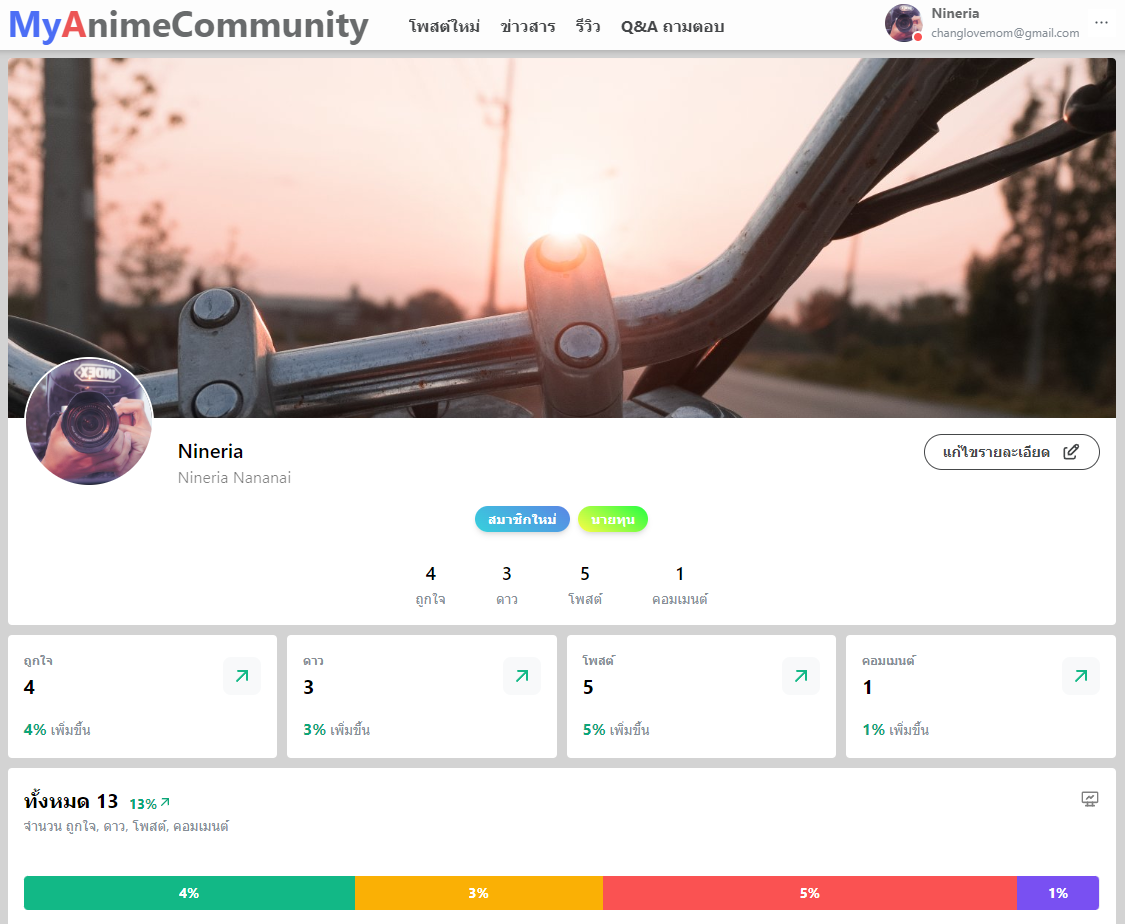 MyAnimeCommunity
โพสต์ใหม่ ข่าวสาร รีวิว Q&A ถามตอบ
Nineria
changlovemom@gmail.com
INDEX
Nineria
Nineria Nananai
แก้ไขรายละเอียด
สมาชิกใหม่ นายทุน
4 3 5 1
ถูกใจ ดาว โพสต์ คอมเมนต์
ถูกใจ
4
4% เพิ่มขึ้น
ดาว
3
3% เพิ่มขึ้น
โพสต์
5
5% เพิ่มขึ้น
คอมเมนต์
1
1% เพิ่มขึ้น
ทั้งหมด 13 13%
จำนวน ถูกใจ, ดาว, โพสต์, คอมเมนต์
4% 3% 5% 1%